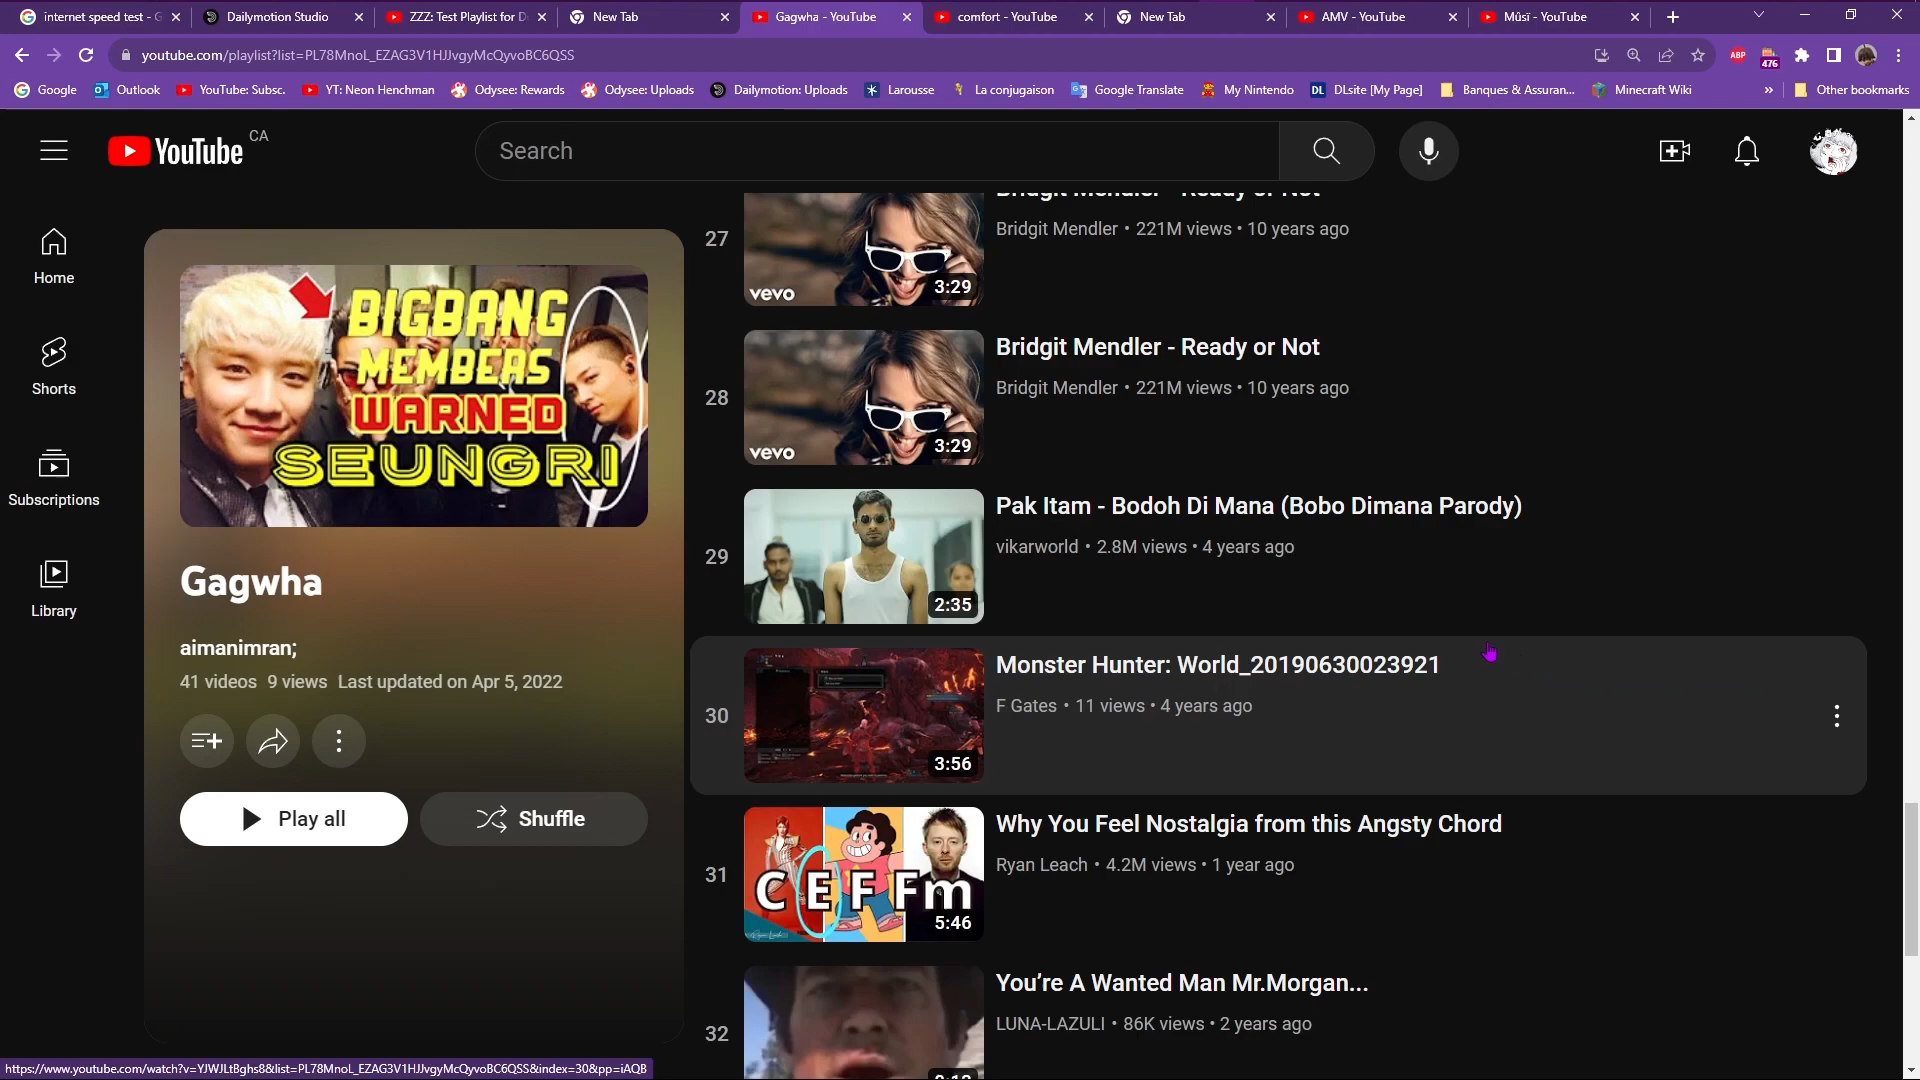 internet speed test - G
Dailymotion Studio
ZZZ: Test Playlist for D
New Tab
Gagwha - YouTube
comfort - YouTube
New Tab
AMV - YouTube
Mûsï - YouTube
youtube.com/playlist?list=PL78MnoL_EZAG3V1HJJvgyMcQyvoBC6QSS
ABP
476
Google
Outlook
YouTube: Subsc.
YT: Neon Henchman
Odysee: Rewards
Odysee: Uploads
Dailymotion: Uploads
Larousse
La conjugaison
Google Translate
My Nintendo
DL DLsite [My Page]
Banques & Assuran...
Minecraft Wiki
»
Other bookmarks
YouTube CA
Search
Home
Shorts
Subscriptions
Library
BIGBANG
MEMBERS
WARNED
SEUNGRI
Gagwha
aimanimran;
41 videos 9 views Last updated on Apr 5, 2022
Play all
Shuffle
27
vevo
3:29
Bridgit Mendler - Ready or Not
Bridgit Mendler • 221M views • 10 years ago
28
vevo
3:29
Bridgit Mendler - Ready or Not
Bridgit Mendler • 221M views • 10 years ago
29
2:35
Pak Itam - Bodoh Di Mana (Bobo Dimana Parody)
vikarworld • 2.8M views • 4 years ago
30
3:56
Monster Hunter: World_20190630023921
F Gates • 11 views • 4 years ago
31
C E F Fm
5:46
Why You Feel Nostalgia from this Angsty Chord
Ryan Leach • 4.2M views • 1 year ago
32
You’re A Wanted Man Mr.Morgan...
LUNA-LAZULI • 86K views • 2 years ago
https://www.youtube.com/watch?v=YJWJLtBghs8&list=PL78MnoL_EZAG3V1HJJvgyMcQyvoBC6QSS&index=30&pp=iAQB